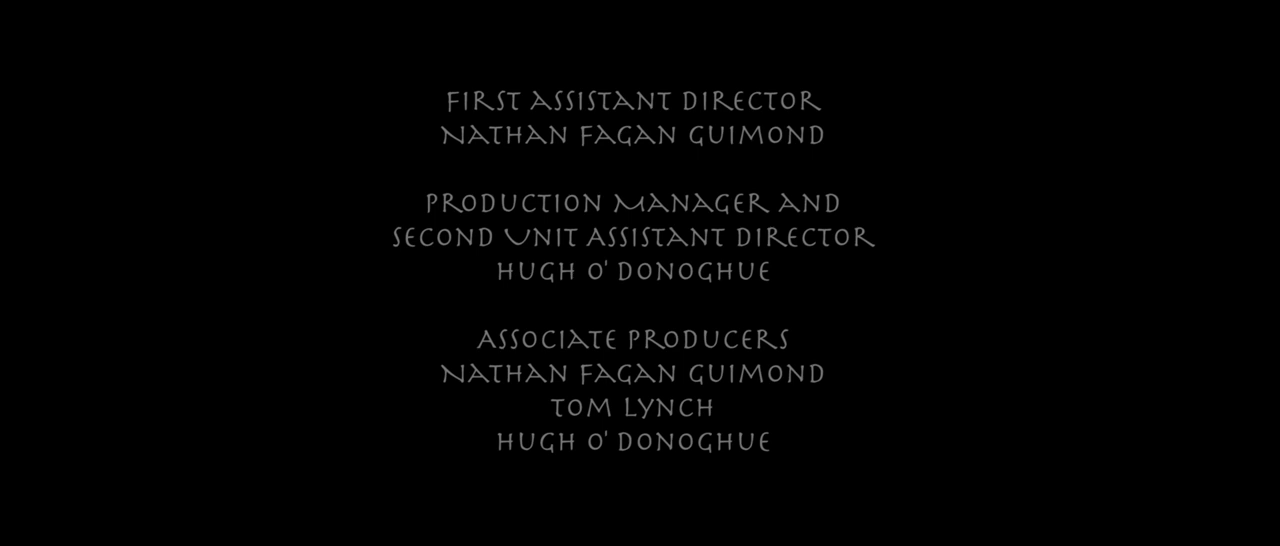 First Assistant Director
Nathan Fagan Guimond
Production Manager and
Second Unit Assistant Director
Hugh O' Donoghue
Associate Producers
Nathan Fagan Guimond
Tom Lynch
Hugh O' Donoghue